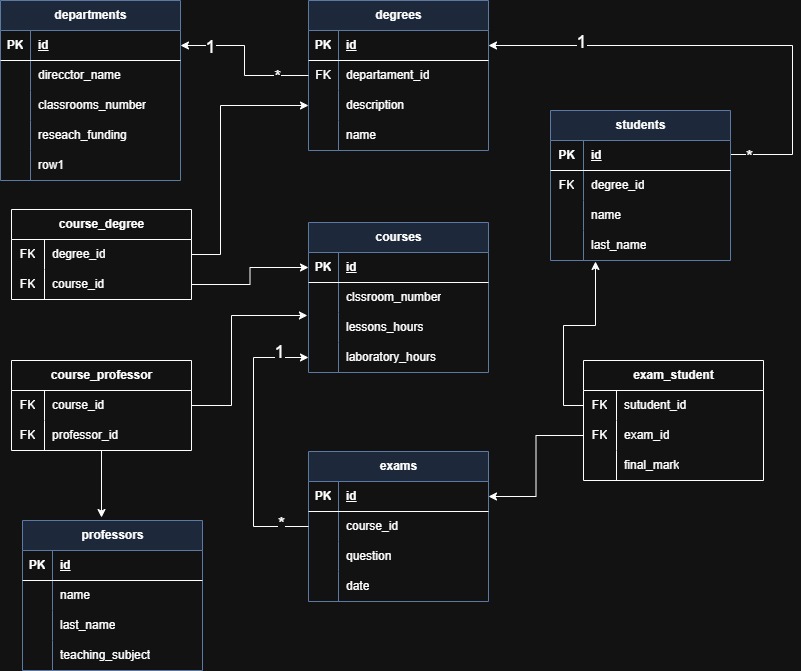 departments
PK id
direcctor_name
classrooms_number
reseach_funding
row1
degrees
PK id
FK departament_id
description
name
1
*
1
*
students
PK id
FK degree_id
name
last_name
course_degree
FK degree_id
FK course_id
courses
PK id
clssroom_number
lessons_hours
laboratory_hours
1
*
course_professor
FK course_id
FK professor_id
exam_student
FK sutudent_id
FK exam_id
final_mark
exams
PK id
course_id
question
date
professors
PK id
name
last_name
teaching_subject